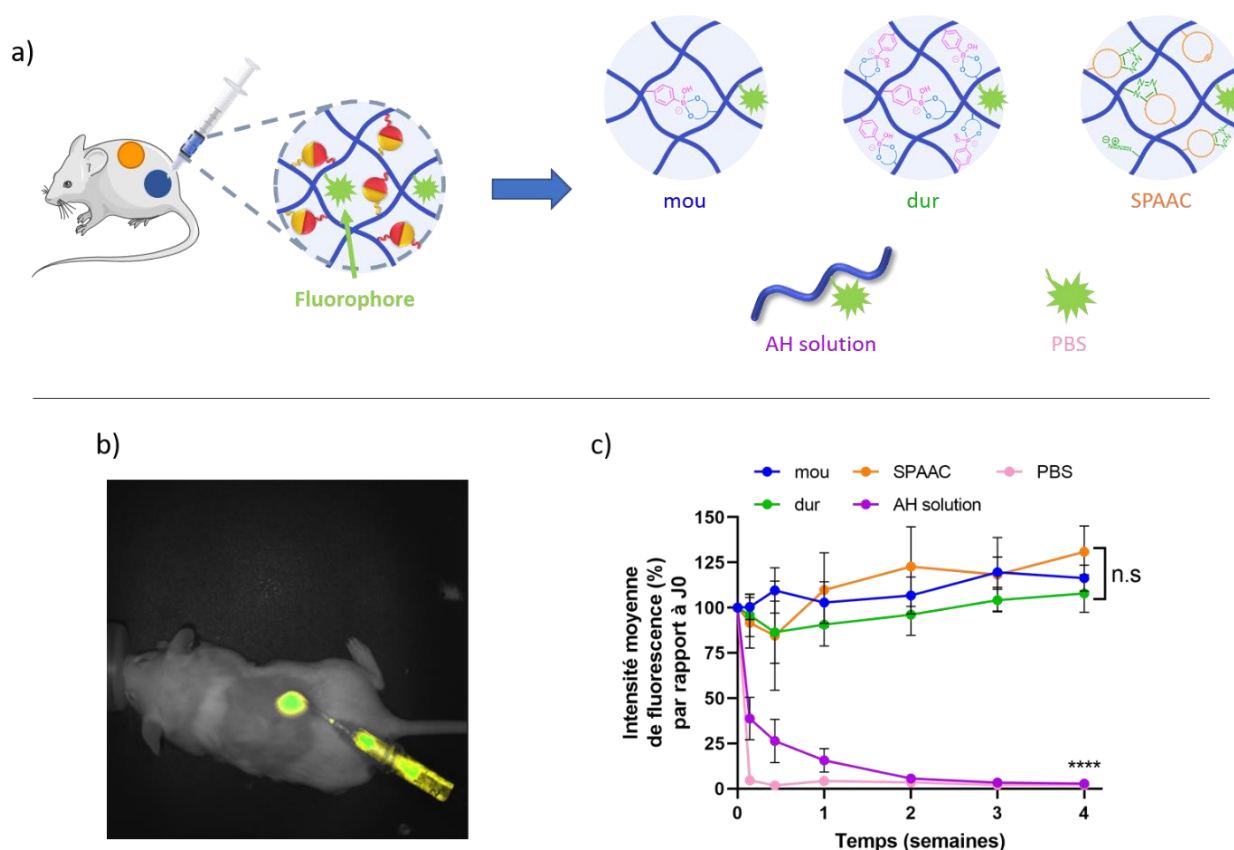 a)
Fluorophore
mou
dur
SPAAC
AH solution
PBS
b)
c)
mou
SPAAC
PBS
dur
AH solution
Intensité moyenne
de fluorescence (%)
par rapport à J0
150
125
100
75
50
25
0
n.s
****
0
1
2
3
4
Temps (semaines)